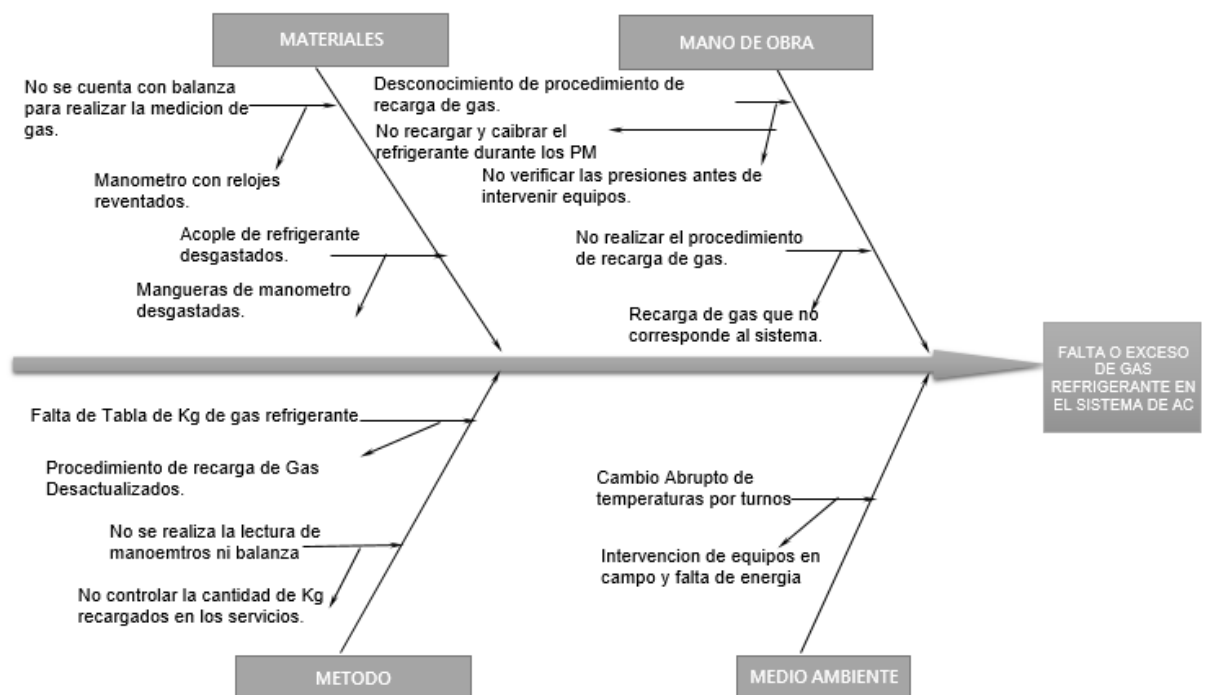 MATERIALES
MANO DE OBRA
No se cuenta con balanza
para realizar la medicion de
gas.
Manometro con relojes
reventados.
Acople de refrigerante
desgastados.
Mangueras de manometro
desgastadas.
Desconocimiento de procedimiento de
recarga de gas.
No recargar y caibrar el
refrigerante durante los PM
No verificar las presiones antes de
intervenir equipos.
No realizar el procedimiento
de recarga de gas.
Recarga de gas que no
corresponde al sistema.
FALTA O EXCESO
DE GAS
REFRIGERANTE EN
EL SISTEMA DE AC
Falta de Tabla de Kg de gas refrigerante
Procedimiento de recarga de Gas
Desactualizados.
No se realiza la lectura de
manoemtros ni balanza
No controlar la cantidad de Kg
recargados en los servicios.
Cambio Abrupto de
temperaturas por turnos
Intervencion de equipos en
campo y falta de energia
METODO
MEDIO AMBIENTE